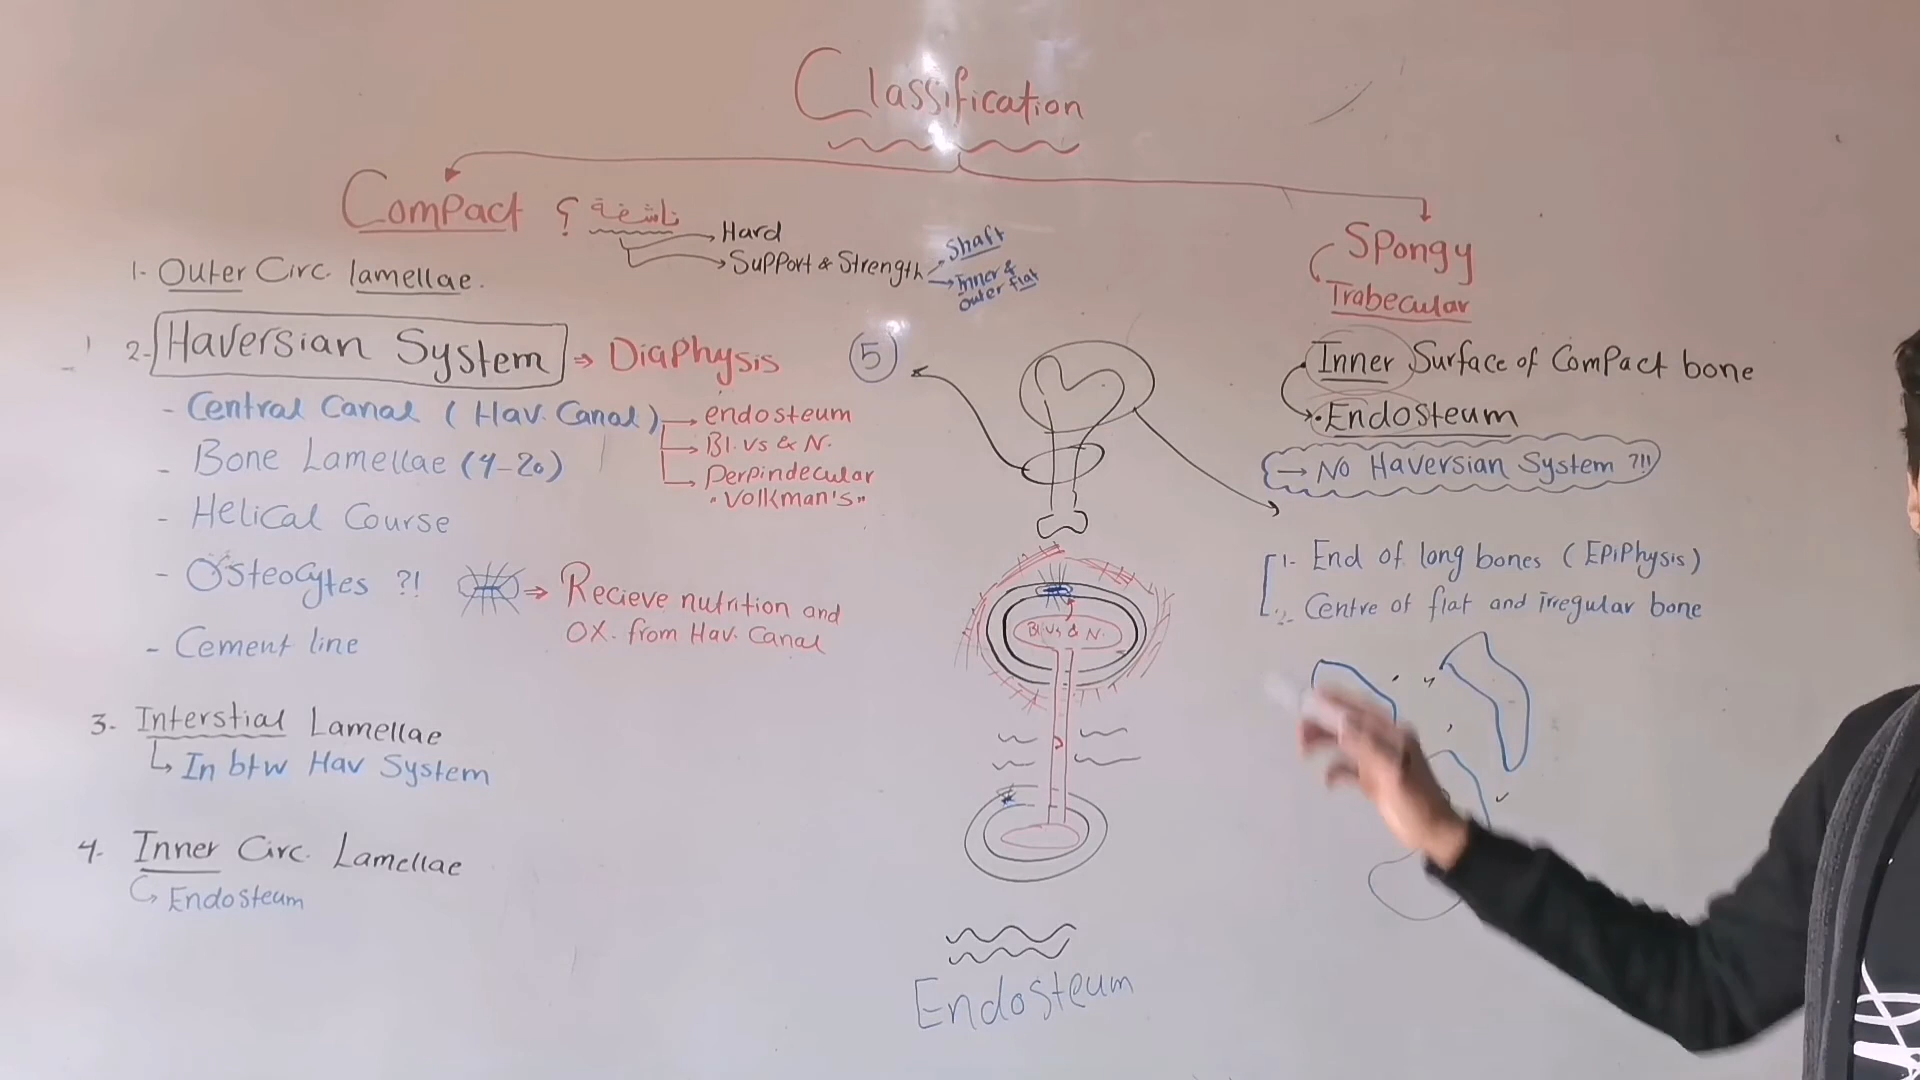 Classification
Compact ؟ ناشفة
Hard
Support & Strength
Shaft
Inner &
outer flat
1- Outer Circ. lamellae.
2- Haversian System ⇒ Diaphysis
- Central Canal (Hav. Canal)
endosteum
Bl. vs & N.
Perpindecular
"Volkman's"
- Bone Lamellae (4-20)
- Helical Course
- Osteocytes ?! ⇒ Recieve nutrition and
OX. from Hav. Canal
- Cement line
3- Interstial Lamellae
In btw Hav System
4- Inner Circ. Lamellae
Endosteum
5
Bl. Vs & N.
Endosteum
Spongy
Trabecular
Inner Surface of Compact bone
Endosteum
→ No Haversian System ?!!
1- End of long bones (Epiphysis)
2- Centre of flat and irregular bone